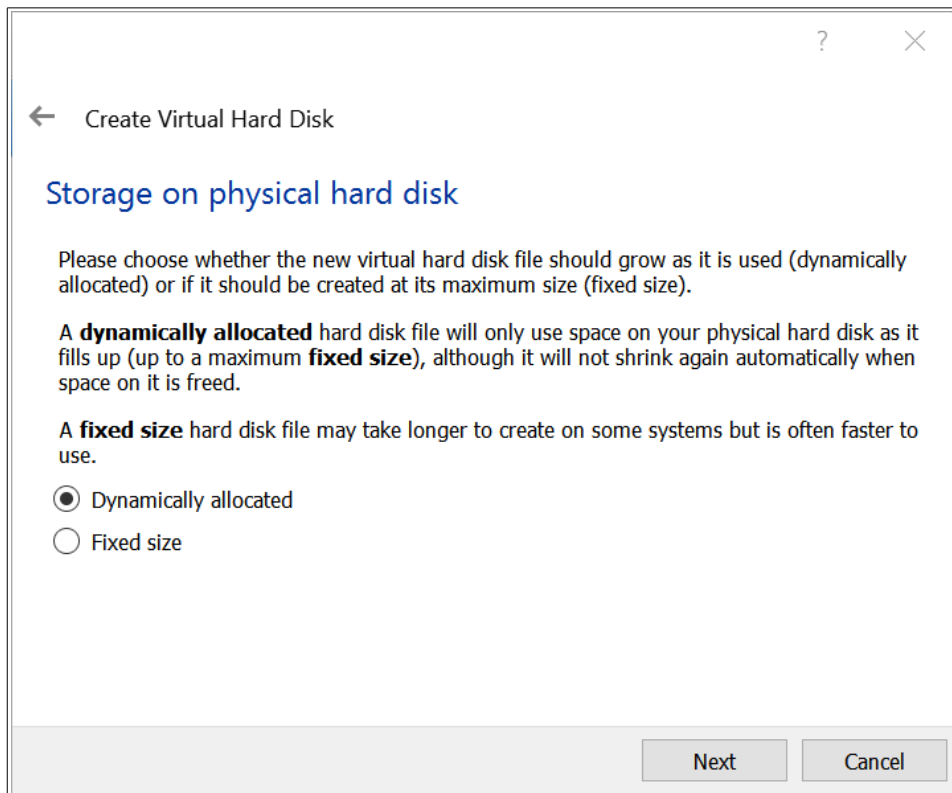 ?
Create Virtual Hard Disk
Storage on physical hard disk
Please choose whether the new virtual hard disk file should grow as it is used (dynamically
allocated) or if it should be created at its maximum size (fixed size).
A dynamically allocated hard disk file will only use space on your physical hard disk as it
fills up (up to a maximum fixed size), although it will not shrink again automatically when
space on it is freed.
A fixed size hard disk file may take longer to create on some systems but is often faster to
use.
Dynamically allocated
Fixed size
Next Cancel